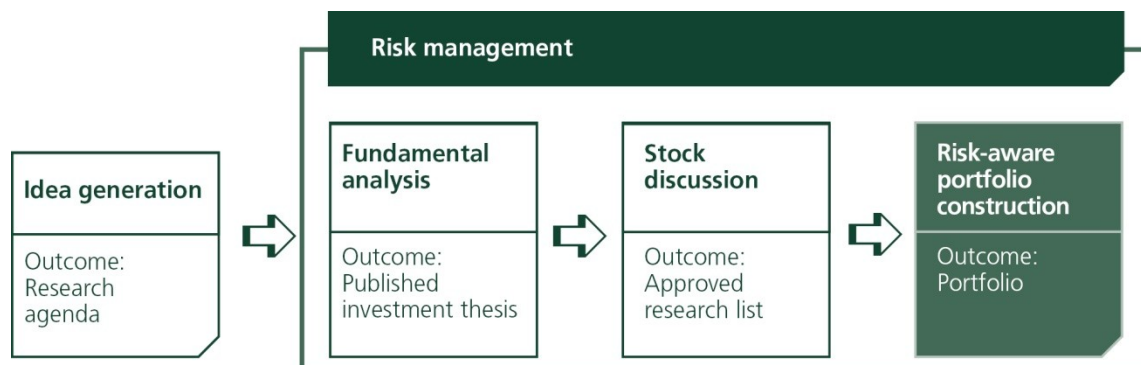 Risk management
Idea generation
Outcome:
Research
agenda
Fundamental
analysis
Outcome:
Published
investment thesis
Stock
discussion
Outcome:
Approved
research list
Risk-aware
portfolio
construction
Outcome:
Portfolio